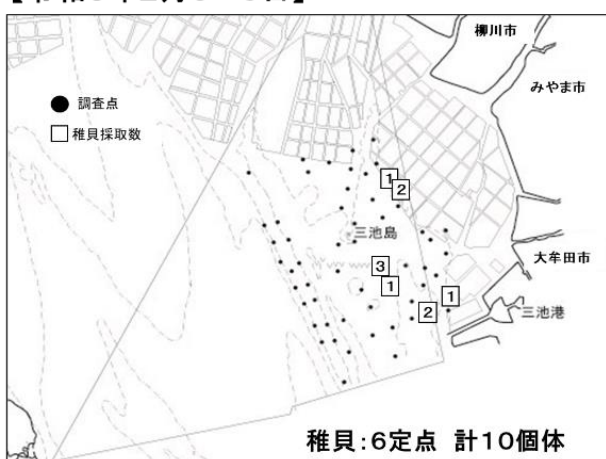 柳川市
みやま市
● 調査点
□ 稚貝採取数
1
2
三池島
大牟田市
3
1
1
2
三池港
稚貝:6定点 計10個体